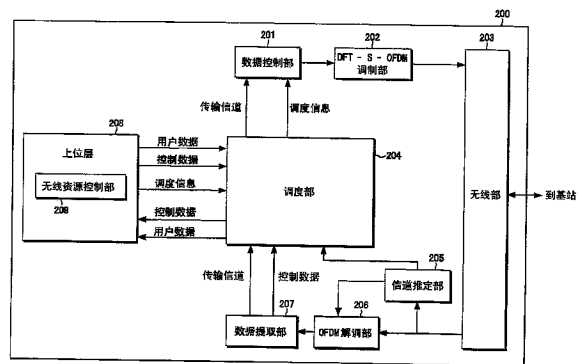 200
201
202
203
数据控制部
DFT - S - OFDM
调制部
传输信道
调度信息
208
上位层
无线资源控制部
209
用户数据
控制数据
调度信息
控制数据
用户数据
204
调度部
无线部
到基站
传输信道
控制数据
205
信道推定部
207
数据提取部
206
OFDM解调部